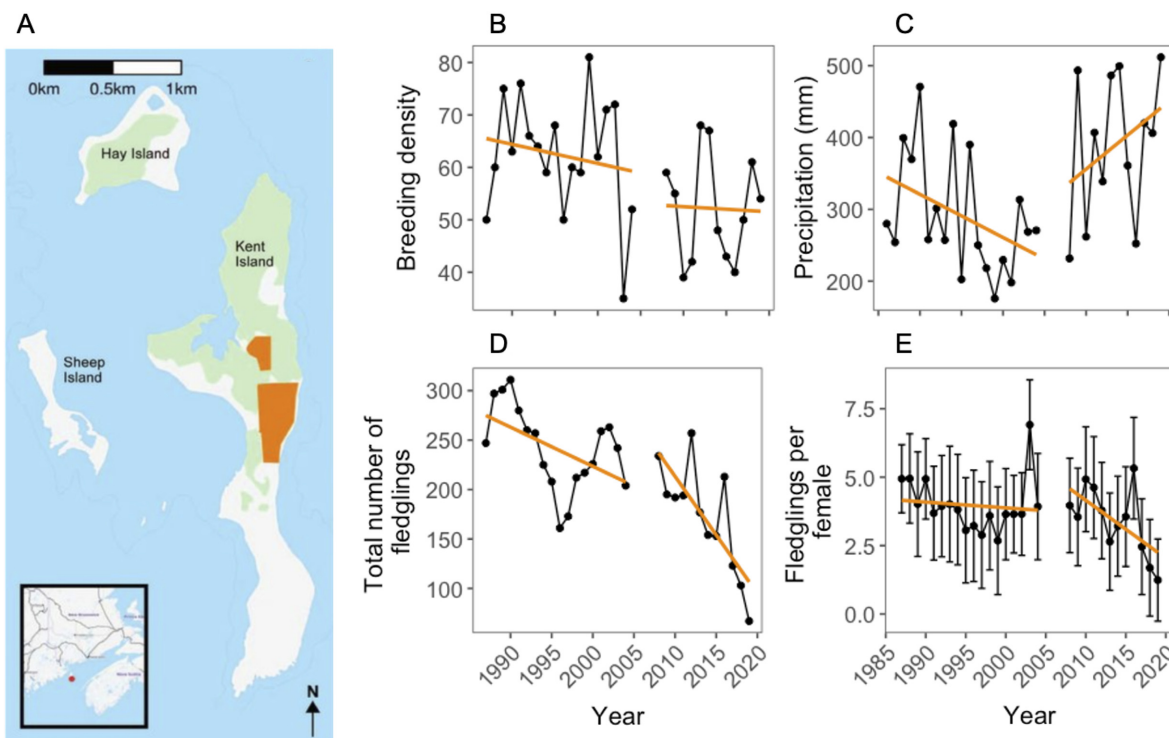 A
0km
0.5km
1km
Hay Island
Kent
Island
Sheep
Island
N
B
Breeding density
80
70
60
50
40
C
Precipitation (mm)
500
400
300
200
D
Total number of
fledglings
300
250
200
150
100
1990
1995
2000
2005
2010
2015
2020
Year
E
Fledglings per
female
7.5
5.0
2.5
0.0
1985
1990
1995
2000
2005
2010
2015
2020
Year